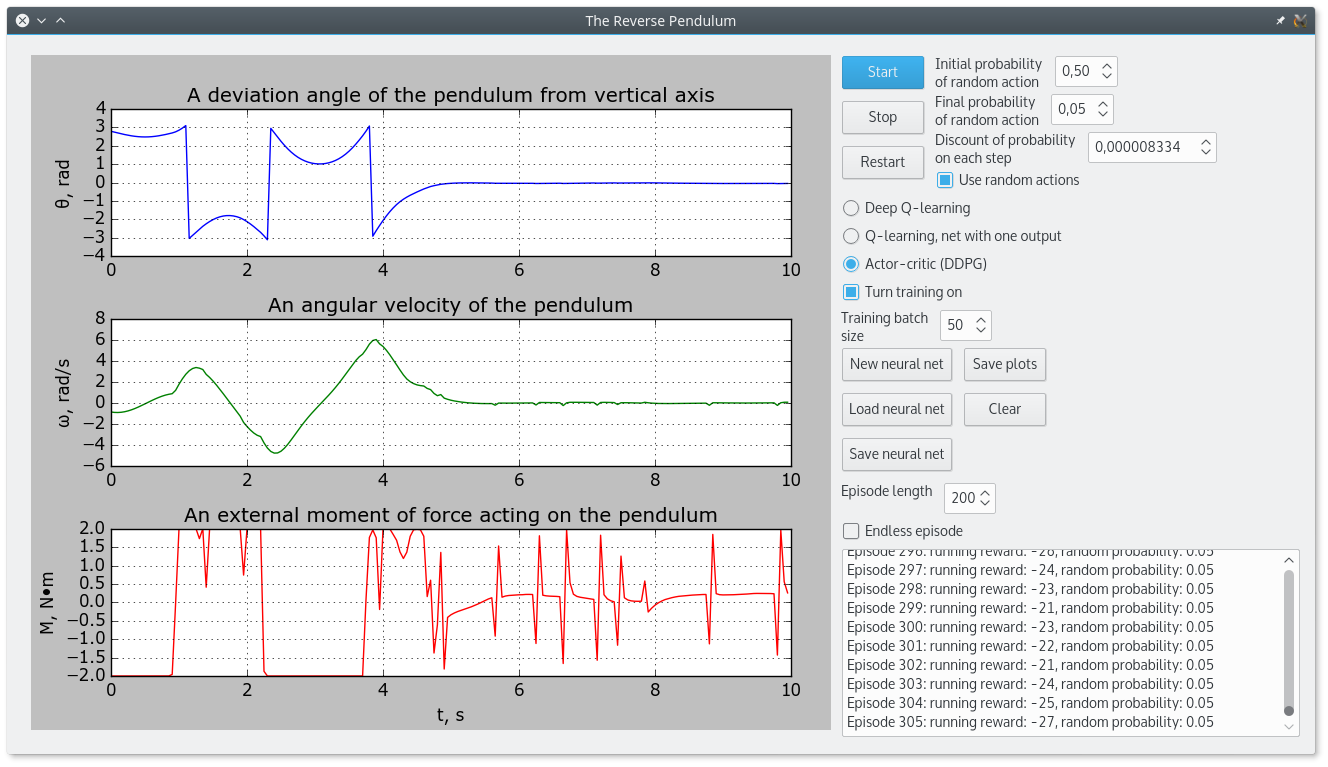 The Reverse Pendulum
A deviation angle of the pendulum from vertical axis
θ, rad
4
3
2
1
0
−1
−2
−3
−4
0 2 4 6 8 10
An angular velocity of the pendulum
ω, rad/s
8
6
4
2
0
−2
−4
−6
0 2 4 6 8 10
An external moment of force acting on the pendulum
M, N•m
2.0
1.5
1.0
0.5
0.0
−0.5
−1.0
−1.5
−2.0
0 2 4 6 8 10
t, s
Start
Stop
Restart
Initial probability
of random action
0,50
Final probability
of random action
0,05
Discount of probability
on each step
0,000008334
Use random actions
Deep Q-learning
Q-learning, net with one output
Actor-critic (DDPG)
Turn training on
Training batch
size
50
New neural net
Save plots
Load neural net
Clear
Save neural net
Episode length
200
Endless episode
Episode 296: running reward: -26, random probability: 0.05
Episode 297: running reward: -24, random probability: 0.05
Episode 298: running reward: -23, random probability: 0.05
Episode 299: running reward: -21, random probability: 0.05
Episode 300: running reward: -23, random probability: 0.05
Episode 301: running reward: -22, random probability: 0.05
Episode 302: running reward: -21, random probability: 0.05
Episode 303: running reward: -24, random probability: 0.05
Episode 304: running reward: -25, random probability: 0.05
Episode 305: running reward: -27, random probability: 0.05